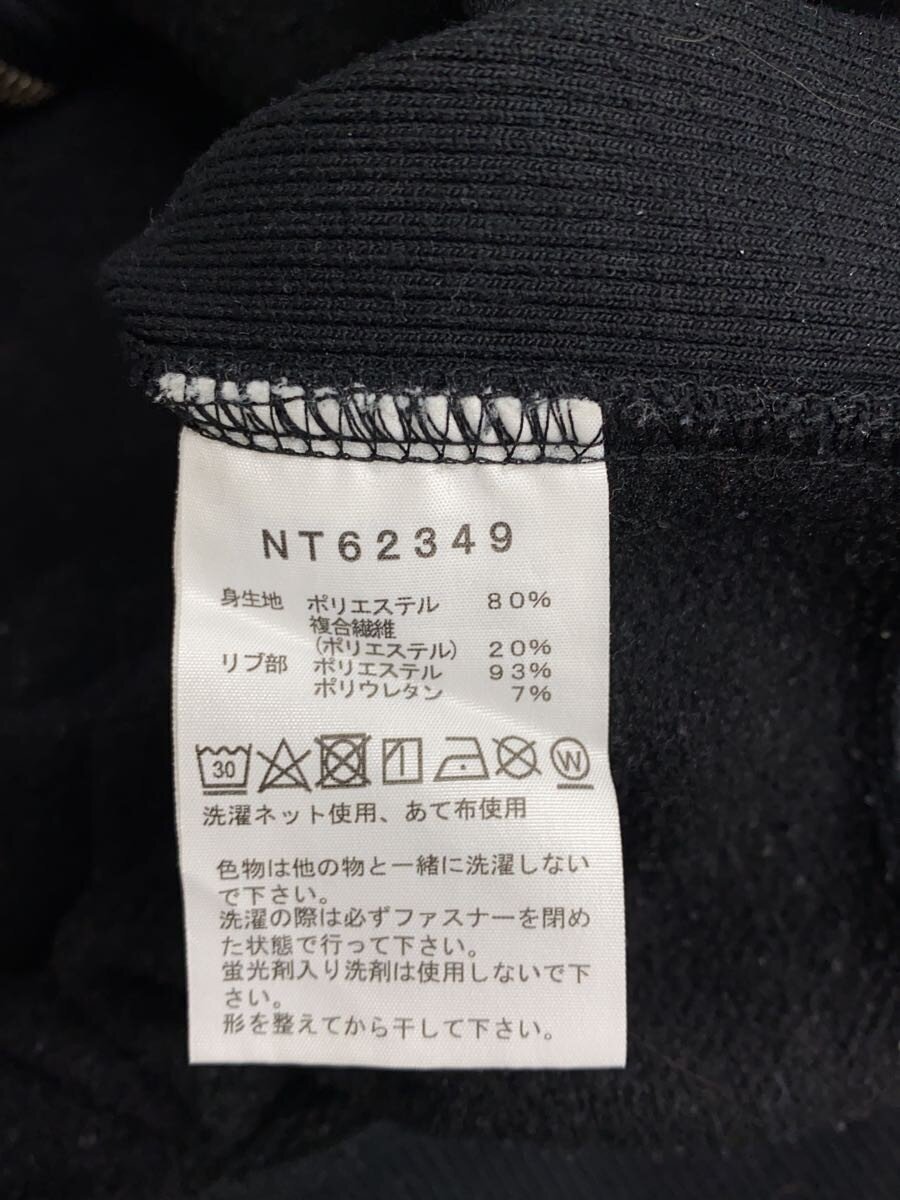 NT62349
身生地 ポリエステル 80%
複合繊維
(ポリエステル) 20%
リブ部 ポリエステル 93%
ポリウレタン 7%
30 W
洗濯ネット使用、あて布使用
色物は他の物と一緒に洗濯しない
で下さい。
洗濯の際は必ずファスナーを閉め
た状態で行って下さい。
蛍光剤入り洗剤は使用しないで下
さい。
形を整えてから干して下さい。